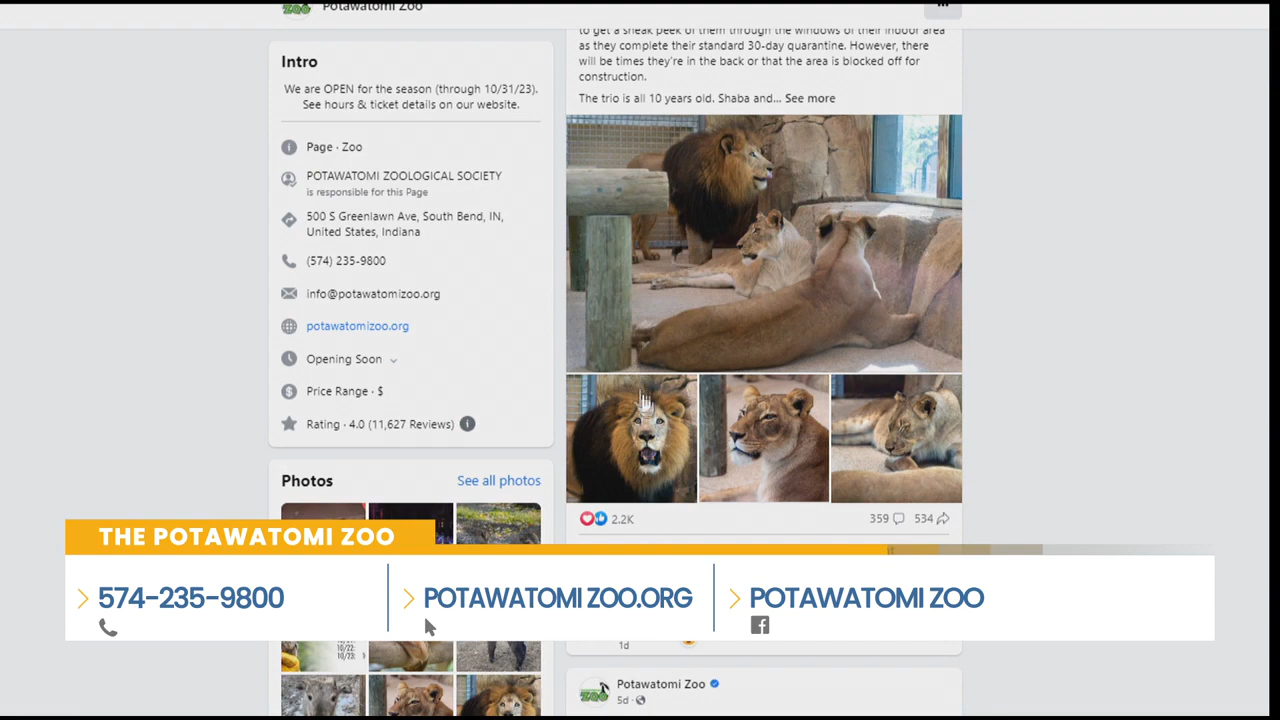 ZOO
Potawatomi Zoo
...
Intro
We are OPEN for the season (through 10/31/23).
See hours & ticket details on our website.
Page · Zoo
POTAWATOMI ZOOLOGICAL SOCIETY
is responsible for this Page
500 S Greenlawn Ave, South Bend, IN,
United States, Indiana
(574) 235-9800
info@potawatomizoo.org
potawatomizoo.org
Opening Soon
Price Range · $
Rating · 4.0 (11,627 Reviews)
Photos
See all photos
to get a sneak peek of them through the windows of their indoor area
as they complete their standard 30-day quarantine. However, there
will be times they're in the back or that the area is blocked off for
construction.
The trio is all 10 years old. Shaba and... See more
2.2K
359
534
THE POTAWATOMI ZOO
574-235-9800
POTAWATOMI ZOO.ORG
POTAWATOMI ZOO
10/22:
10/23:
1d
ZOO
Potawatomi Zoo
5d ·